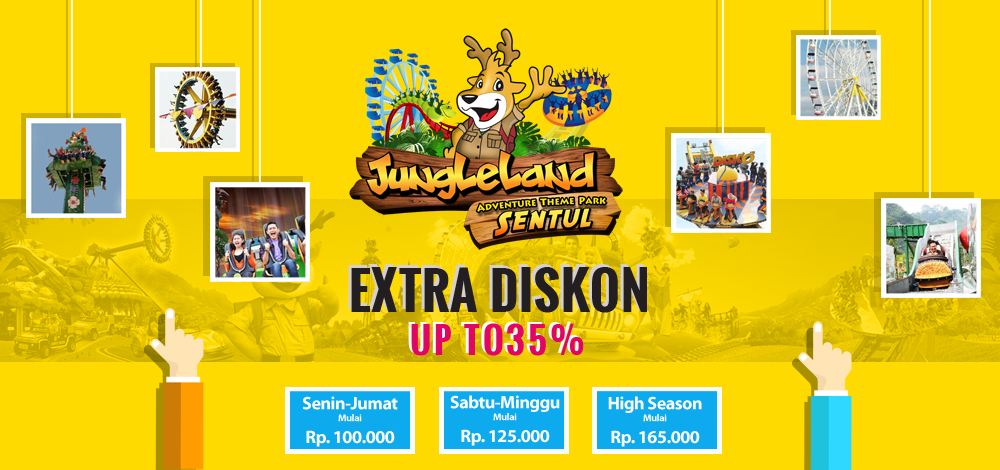 JUNGLELAND
ADVENTURE THEME PARK
SENTUL
EXTRA DISKON
UP TO35%
Senin-Jumat
Mulai
Rp. 100.000
Sabtu-Minggu
Mulai
Rp. 125.000
High Season
Mulai
Rp. 165.000